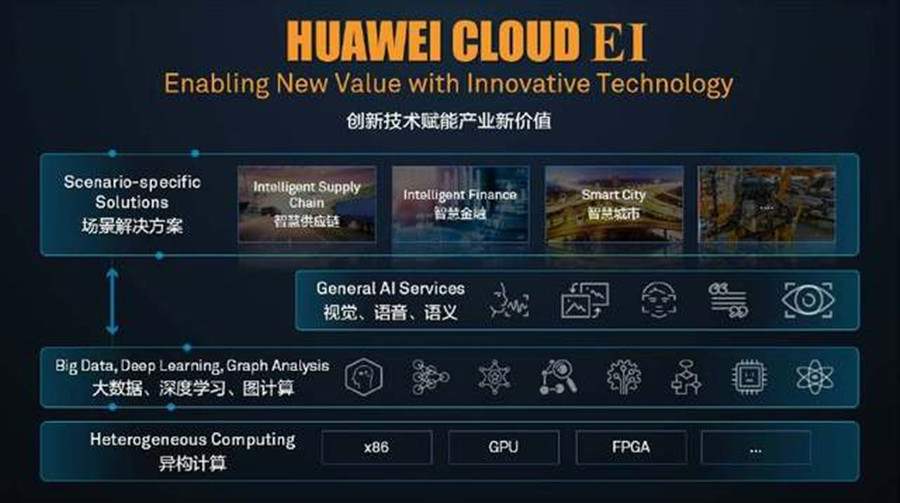 HUAWEI CLOUD EI
Enabling New Value with Innovative Technology
创新技术赋能产业新价值
Scenario-specific
Solutions
场景解决方案
Intelligent Supply
Chain
智慧供应链
Intelligent Finance
智慧金融
Smart City
智慧城市
...
General AI Services
视觉、语音、语义
Big Data, Deep Learning, Graph Analysis
大数据、深度学习、图计算
Heterogeneous Computing
异构计算
x86
GPU
FPGA
...